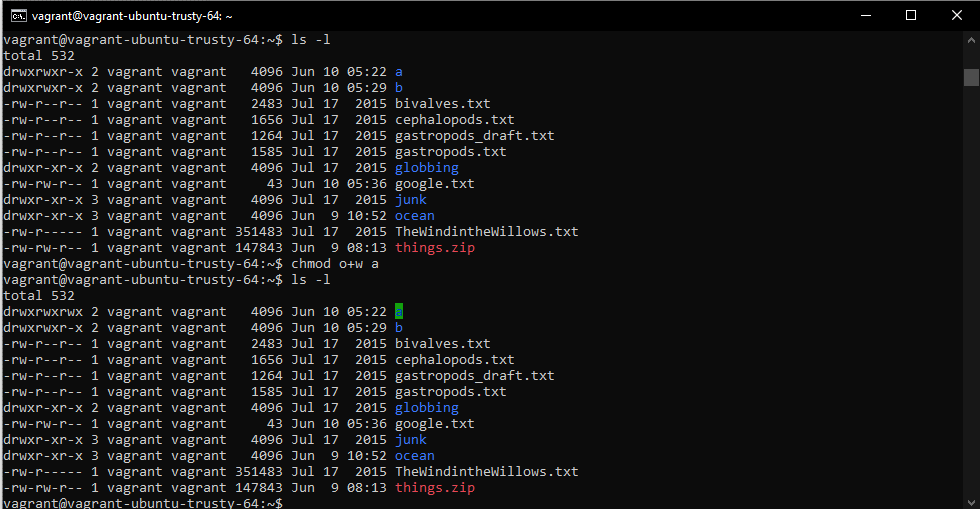 vagrant@vagrant-ubuntu-trusty-64: ~
vagrant@vagrant-ubuntu-trusty-64:~$ ls -l
total 532
drwxrwxr-x 2 vagrant vagrant   4096 Jun 10 05:22 a
drwxrwxr-x 2 vagrant vagrant   4096 Jun 10 05:29 b
-rw-r--r-- 1 vagrant vagrant   2483 Jul 17  2015 bivalves.txt
-rw-r--r-- 1 vagrant vagrant   1656 Jul 17  2015 cephalopods.txt
-rw-r--r-- 1 vagrant vagrant   1264 Jul 17  2015 gastropods_draft.txt
-rw-r--r-- 1 vagrant vagrant   1585 Jul 17  2015 gastropods.txt
drwxr-xr-x 2 vagrant vagrant   4096 Jul 17  2015 globbing
-rw-rw-r-- 1 vagrant vagrant     43 Jun 10 05:36 google.txt
drwxr-xr-x 3 vagrant vagrant   4096 Jul 17  2015 junk
drwxr-xr-x 3 vagrant vagrant   4096 Jun  9 10:52 ocean
-rw-r----- 1 vagrant vagrant 351483 Jul 17  2015 TheWindintheWillows.txt
-rw-rw-r-- 1 vagrant vagrant 147843 Jun  9 08:13 things.zip
vagrant@vagrant-ubuntu-trusty-64:~$ chmod o+w a
vagrant@vagrant-ubuntu-trusty-64:~$ ls -l
total 532
drwxrwxrwx 2 vagrant vagrant   4096 Jun 10 05:22 a
drwxrwxr-x 2 vagrant vagrant   4096 Jun 10 05:29 b
-rw-r--r-- 1 vagrant vagrant   2483 Jul 17  2015 bivalves.txt
-rw-r--r-- 1 vagrant vagrant   1656 Jul 17  2015 cephalopods.txt
-rw-r--r-- 1 vagrant vagrant   1264 Jul 17  2015 gastropods_draft.txt
-rw-r--r-- 1 vagrant vagrant   1585 Jul 17  2015 gastropods.txt
drwxr-xr-x 2 vagrant vagrant   4096 Jul 17  2015 globbing
-rw-rw-r-- 1 vagrant vagrant     43 Jun 10 05:36 google.txt
drwxr-xr-x 3 vagrant vagrant   4096 Jul 17  2015 junk
drwxr-xr-x 3 vagrant vagrant   4096 Jun  9 10:52 ocean
-rw-r----- 1 vagrant vagrant 351483 Jul 17  2015 TheWindintheWillows.txt
-rw-rw-r-- 1 vagrant vagrant 147843 Jun  9 08:13 things.zip
vagrant@vagrant-ubuntu-trusty-64:~$